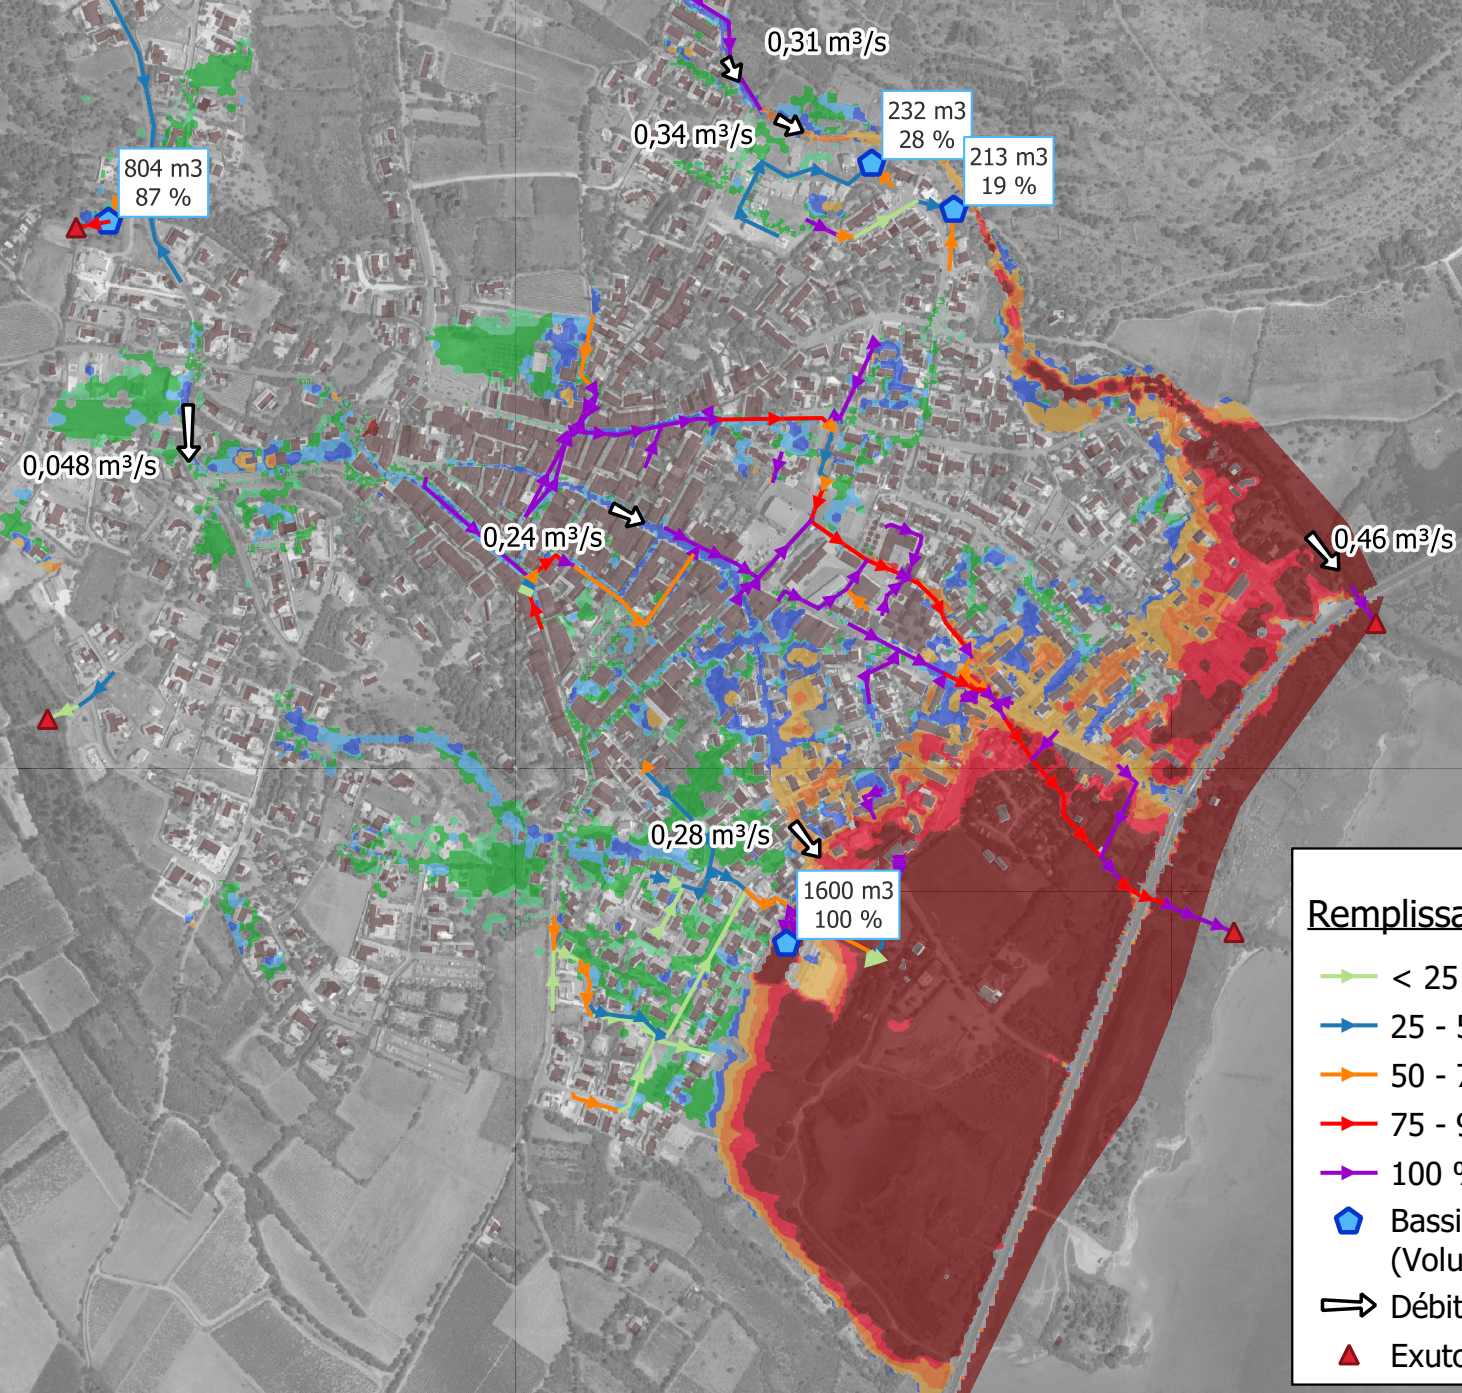 0,31 m³/s
232 m3
28 %
0,34 m³/s
213 m3
19 %
804 m3
87 %
0,048 m³/s
0,24 m³/s
0,46 m³/s
0,28 m³/s
1600 m3
100 %
Remplissa
< 25
25 - 5
50 - 7
75 - 9
100 %
Bassi
(Volu
Débit
Exuto